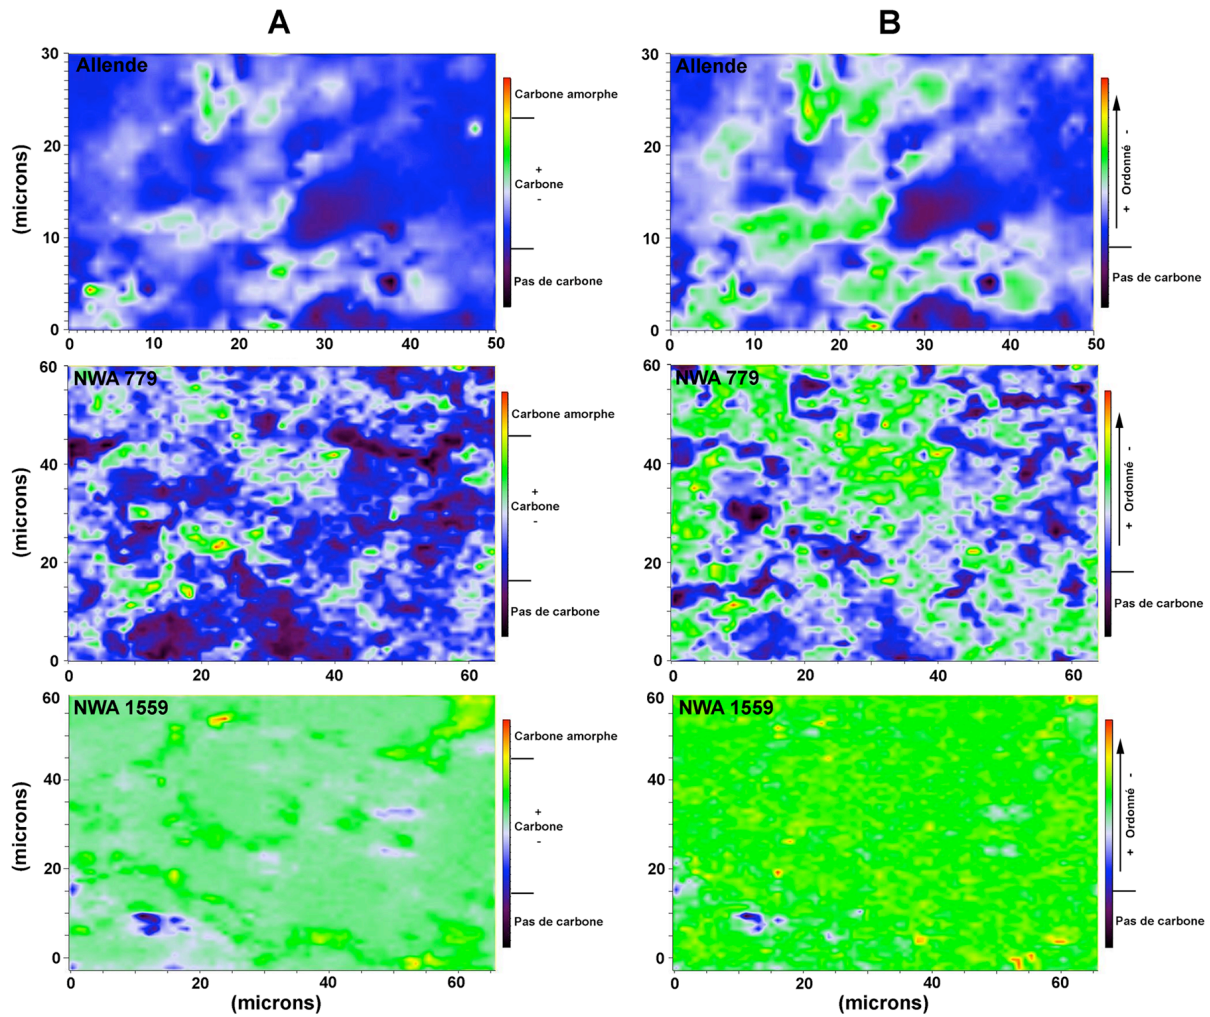 A
B
Allende
30
20
10
0
0 10 20 30 40 50
(microns)
Carbone amorphe
+
Carbone
-
Pas de carbone
Allende
30
20
10
0
0 10 20 30 40 50
+ Ordonné -
Pas de carbone
NWA 779
60
40
20
0
0 20 40 60
(microns)
Carbone amorphe
+
Carbone
-
Pas de carbone
NWA 779
60
40
20
0
0 20 40 60
+ Ordonné -
Pas de carbone
NWA 1559
60
40
20
0
0 20 40 60
(microns)
(microns)
Carbone amorphe
+
Carbone
-
Pas de carbone
NWA 1559
60
40
20
0
0 20 40 60
(microns)
+ Ordonné -
Pas de carbone